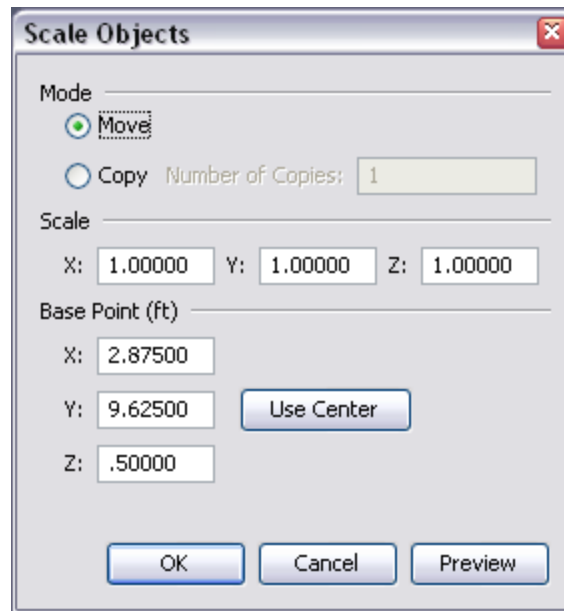 Scale Objects
Mode
Move
Copy Number of Copies: 1
Scale
X: 1.00000 Y: 1.00000 Z: 1.00000
Base Point (ft)
X: 2.87500
Y: 9.62500 Use Center
Z: .50000
OK Cancel Preview